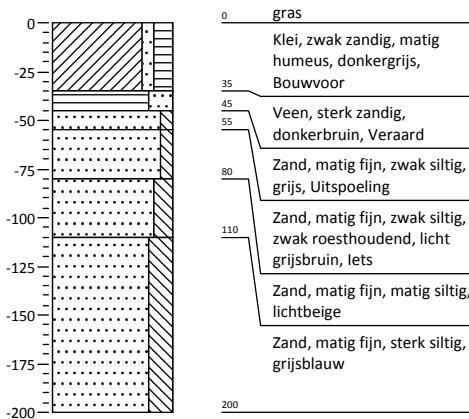 0
-25
-50
-75
-100
-125
-150
-175
-200
0
gras
Klei, zwak zandig, matig
humeus, donkergrijs,
Bouwvoor
35
Veen, sterk zandig,
donkerbruin, Veraard
45
Zand, matig fijn, zwak siltig,
grijs, Uitspoeling
55
Zand, matig fijn, zwak siltig,
zwak roesthoudend, licht
grijsbruin, Iets
80
Zand, matig fijn, matig siltig,
lichtbeige
110
Zand, matig fijn, sterk siltig,
grijsblauw
200